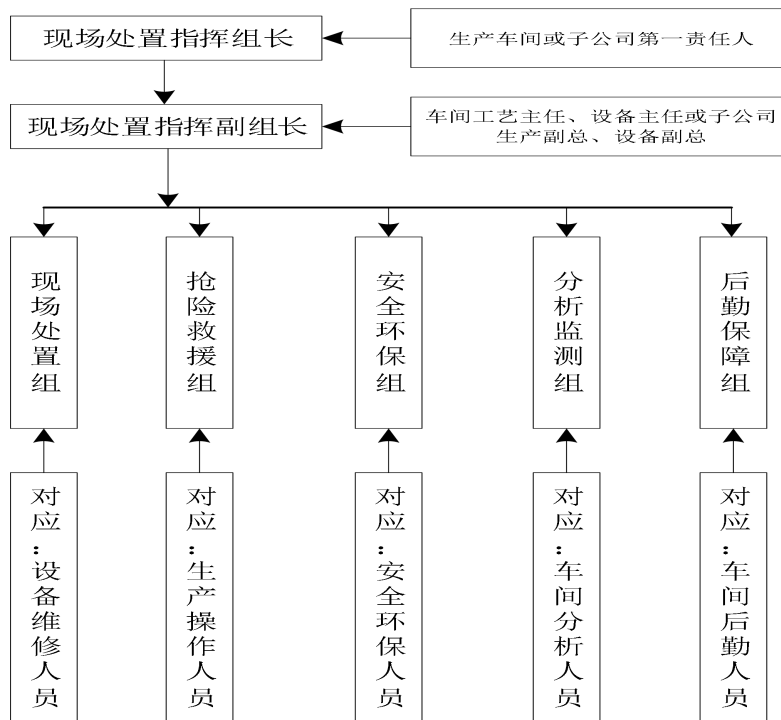 现场处置指挥组长
生产车间或子公司第一责任人
现场处置指挥副组长
车间工艺主任、设备主任或子公司
生产副总、设备副总
现场处置组
抢险救援组
安全环保组
分析监测组
后勤保障组
对应：设备维修人员
对应：生产操作人员
对应：安全环保人员
对应：车间分析人员
对应：车间后勤人员